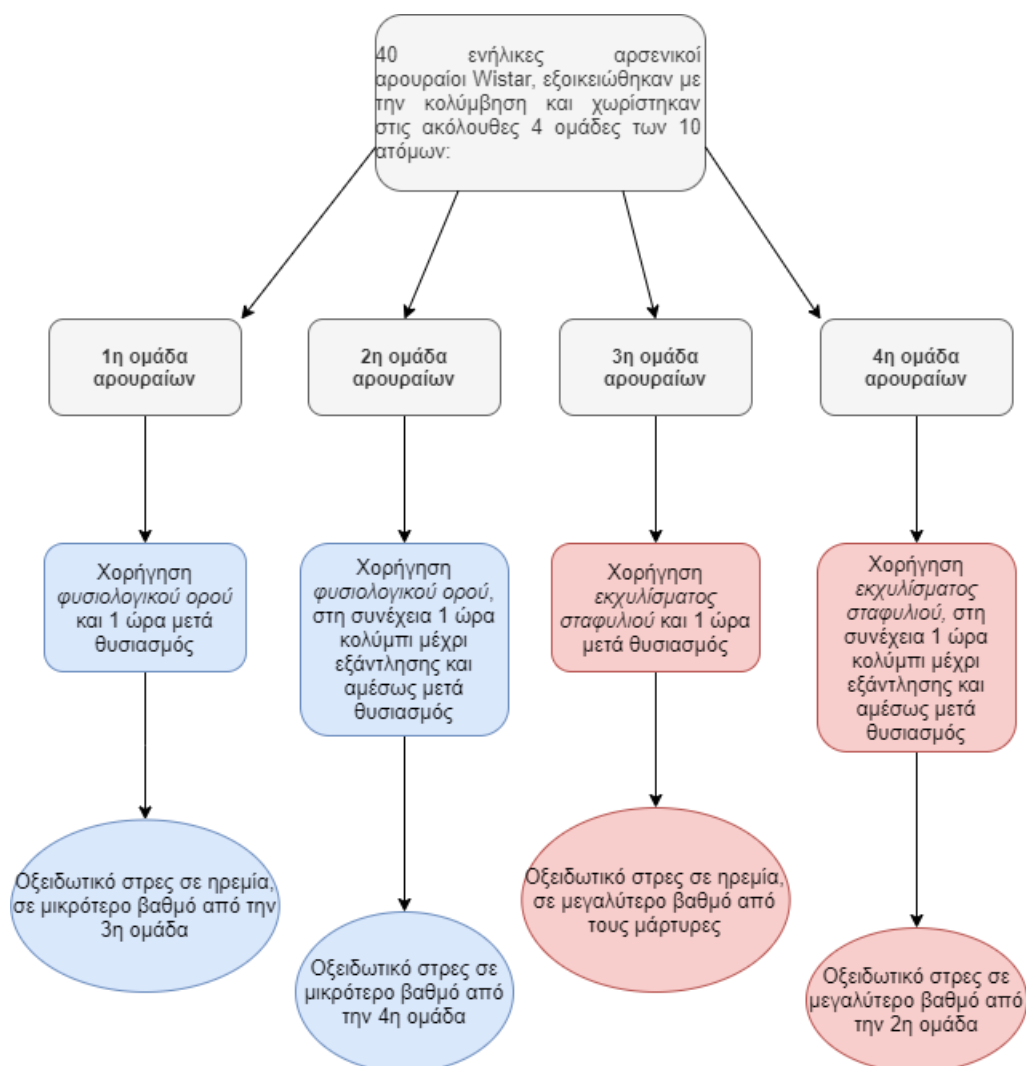 40 ενήλικες αρσενικοί
αρουραίοι Wistar, εξοικειώθηκαν με
την κολύμβηση και χωρίστηκαν
στις ακόλουθες 4 ομάδες των 10
ατόμων:
1η ομάδα
αρουραίων
2η ομάδα
αρουραίων
3η ομάδα
αρουραίων
4η ομάδα
αρουραίων
Χορήγηση
φυσιολογικού ορού
και 1 ώρα μετά
θυσιασμός
Χορήγηση
φυσιολογικού ορού,
στη συνέχεια 1 ώρα
κολύμπι μέχρι
εξάντλησης και
αμέσως μετά
θυσιασμός
Χορήγηση
εκχυλίσματος
σταφυλιού και 1 ώρα
μετά θυσιασμός
Χορήγηση
εκχυλίσματος
σταφυλιού, στη
συνέχεια 1 ώρα
κολύμπι μέχρι
εξάντλησης και
αμέσως μετά
θυσιασμός
Οξειδωτικό στρες σε ηρεμία,
σε μικρότερο βαθμό από την
3η ομάδα
Οξειδωτικό στρες σε
μικρότερο βαθμό από
την 4η ομάδα
Οξειδωτικό στρες σε ηρεμία,
σε μεγαλύτερο βαθμό από
τους μάρτυρες
Οξειδωτικό στρες σε
μεγαλύτερο βαθμό από
την 2η ομάδα